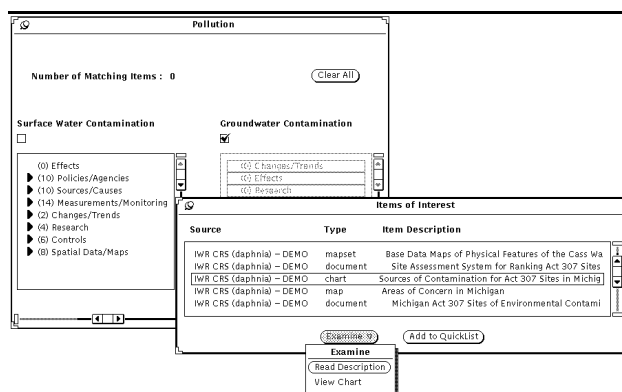 Pollution
Number of Matching Items : 0
Clear All
Surface Water Contamination
Groundwater Contamination
(0) Effects
(10) Policies/Agencies
(10) Sources/Causes
(14) Measurements/Monitoring
(2) Changes/Trends
(4) Research
(6) Controls
(8) Spatial Data/Maps
(0) Changes/Trends
(0) Effects
(0) Research
Items of Interest
Source Type Item Description
IWR CRS (daphnia) – DEMO mapset Base Data Maps of Physical Features of the Cass Wa
IWR CRS (daphnia) – DEMO document Site Assessment System for Ranking Act 307 Sites
IWR CRS (daphnia) – DEMO chart Sources of Contamination for Act 307 Sites in Michig
IWR CRS (daphnia) – DEMO map Areas of Concern in Michigan
IWR CRS (daphnia) – DEMO document Michigan Act 307 Sites of Environmental Contami
Examine
Add to QuickList
Examine
Read Description
View Chart